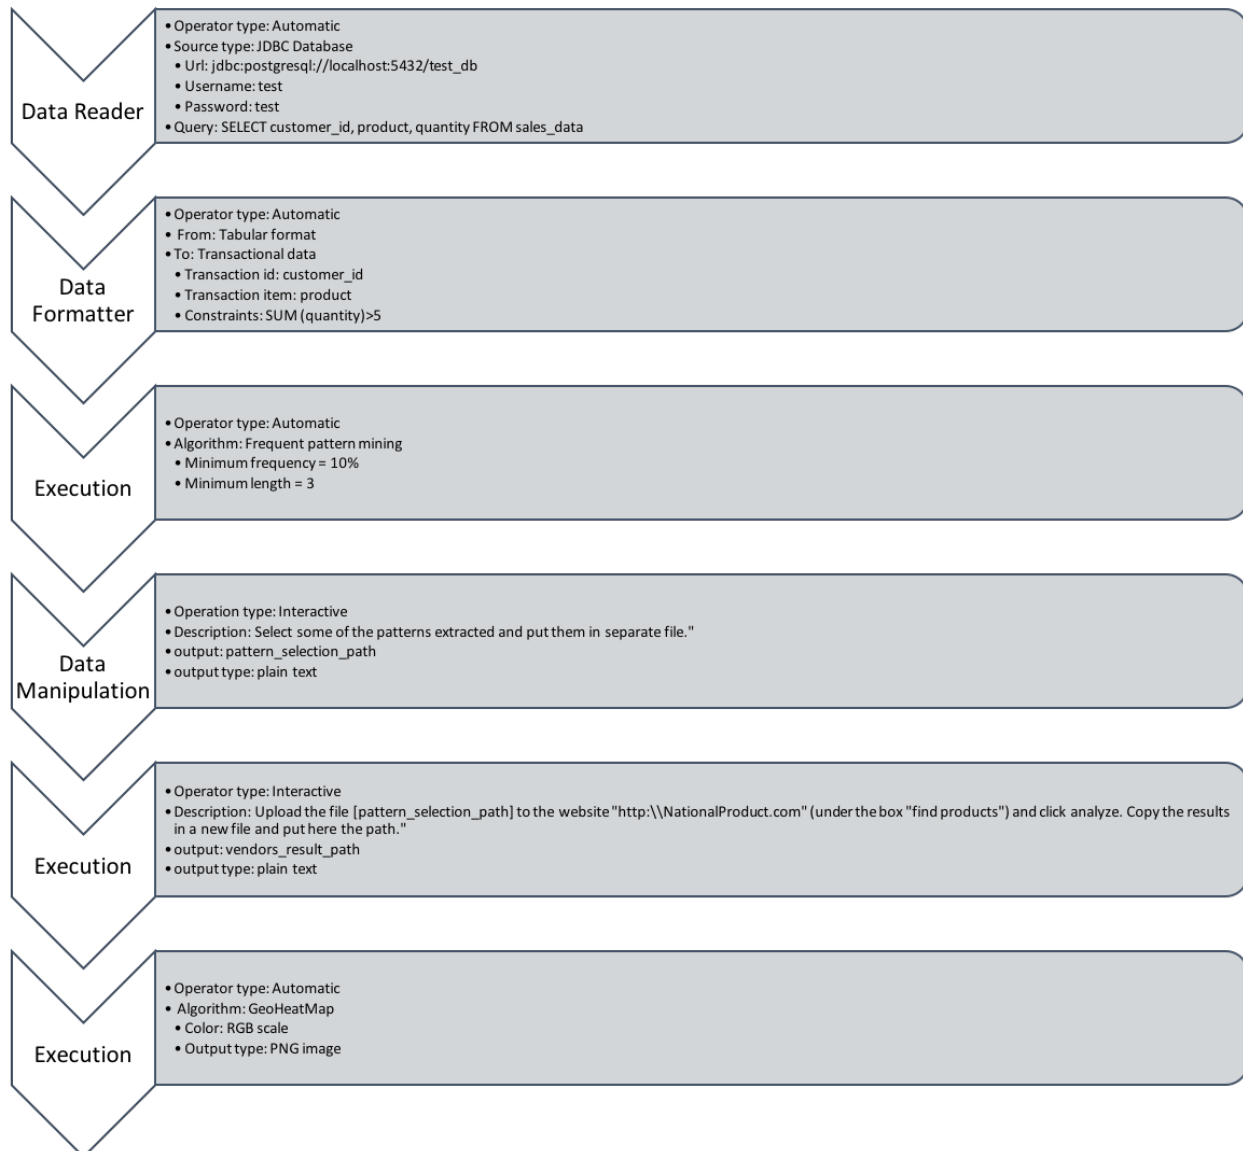 Data Reader
• Operator type: Automatic
• Source type: JDBC Database
• Url: jdbc:postgresql://localhost:5432/test_db
• Username: test
• Password: test
• Query: SELECT customer_id, product, quantity FROM sales_data
Data
Formatter
• Operator type: Automatic
• From: Tabular format
• To: Transactional data
• Transaction id: customer_id
• Transaction item: product
• Constraints: SUM (quantity)>5
Execution
• Operator type: Automatic
• Algorithm: Frequent pattern mining
• Minimum frequency = 10%
• Minimum length = 3
Data
Manipulation
• Operation type: Interactive
• Description: Select some of the patterns extracted and put them in separate file."
• output: pattern_selection_path
• output type: plain text
Execution
• Operator type: Interactive
• Description: Upload the file [pattern_selection_path] to the website "http:\\NationalProduct.com" (under the box "find products") and click analyze. Copy the results
in a new file and put here the path."
• output: vendors_result_path
• output type: plain text
Execution
• Operator type: Automatic
• Algorithm: GeoHeatMap
• Color: RGB scale
• Output type: PNG image